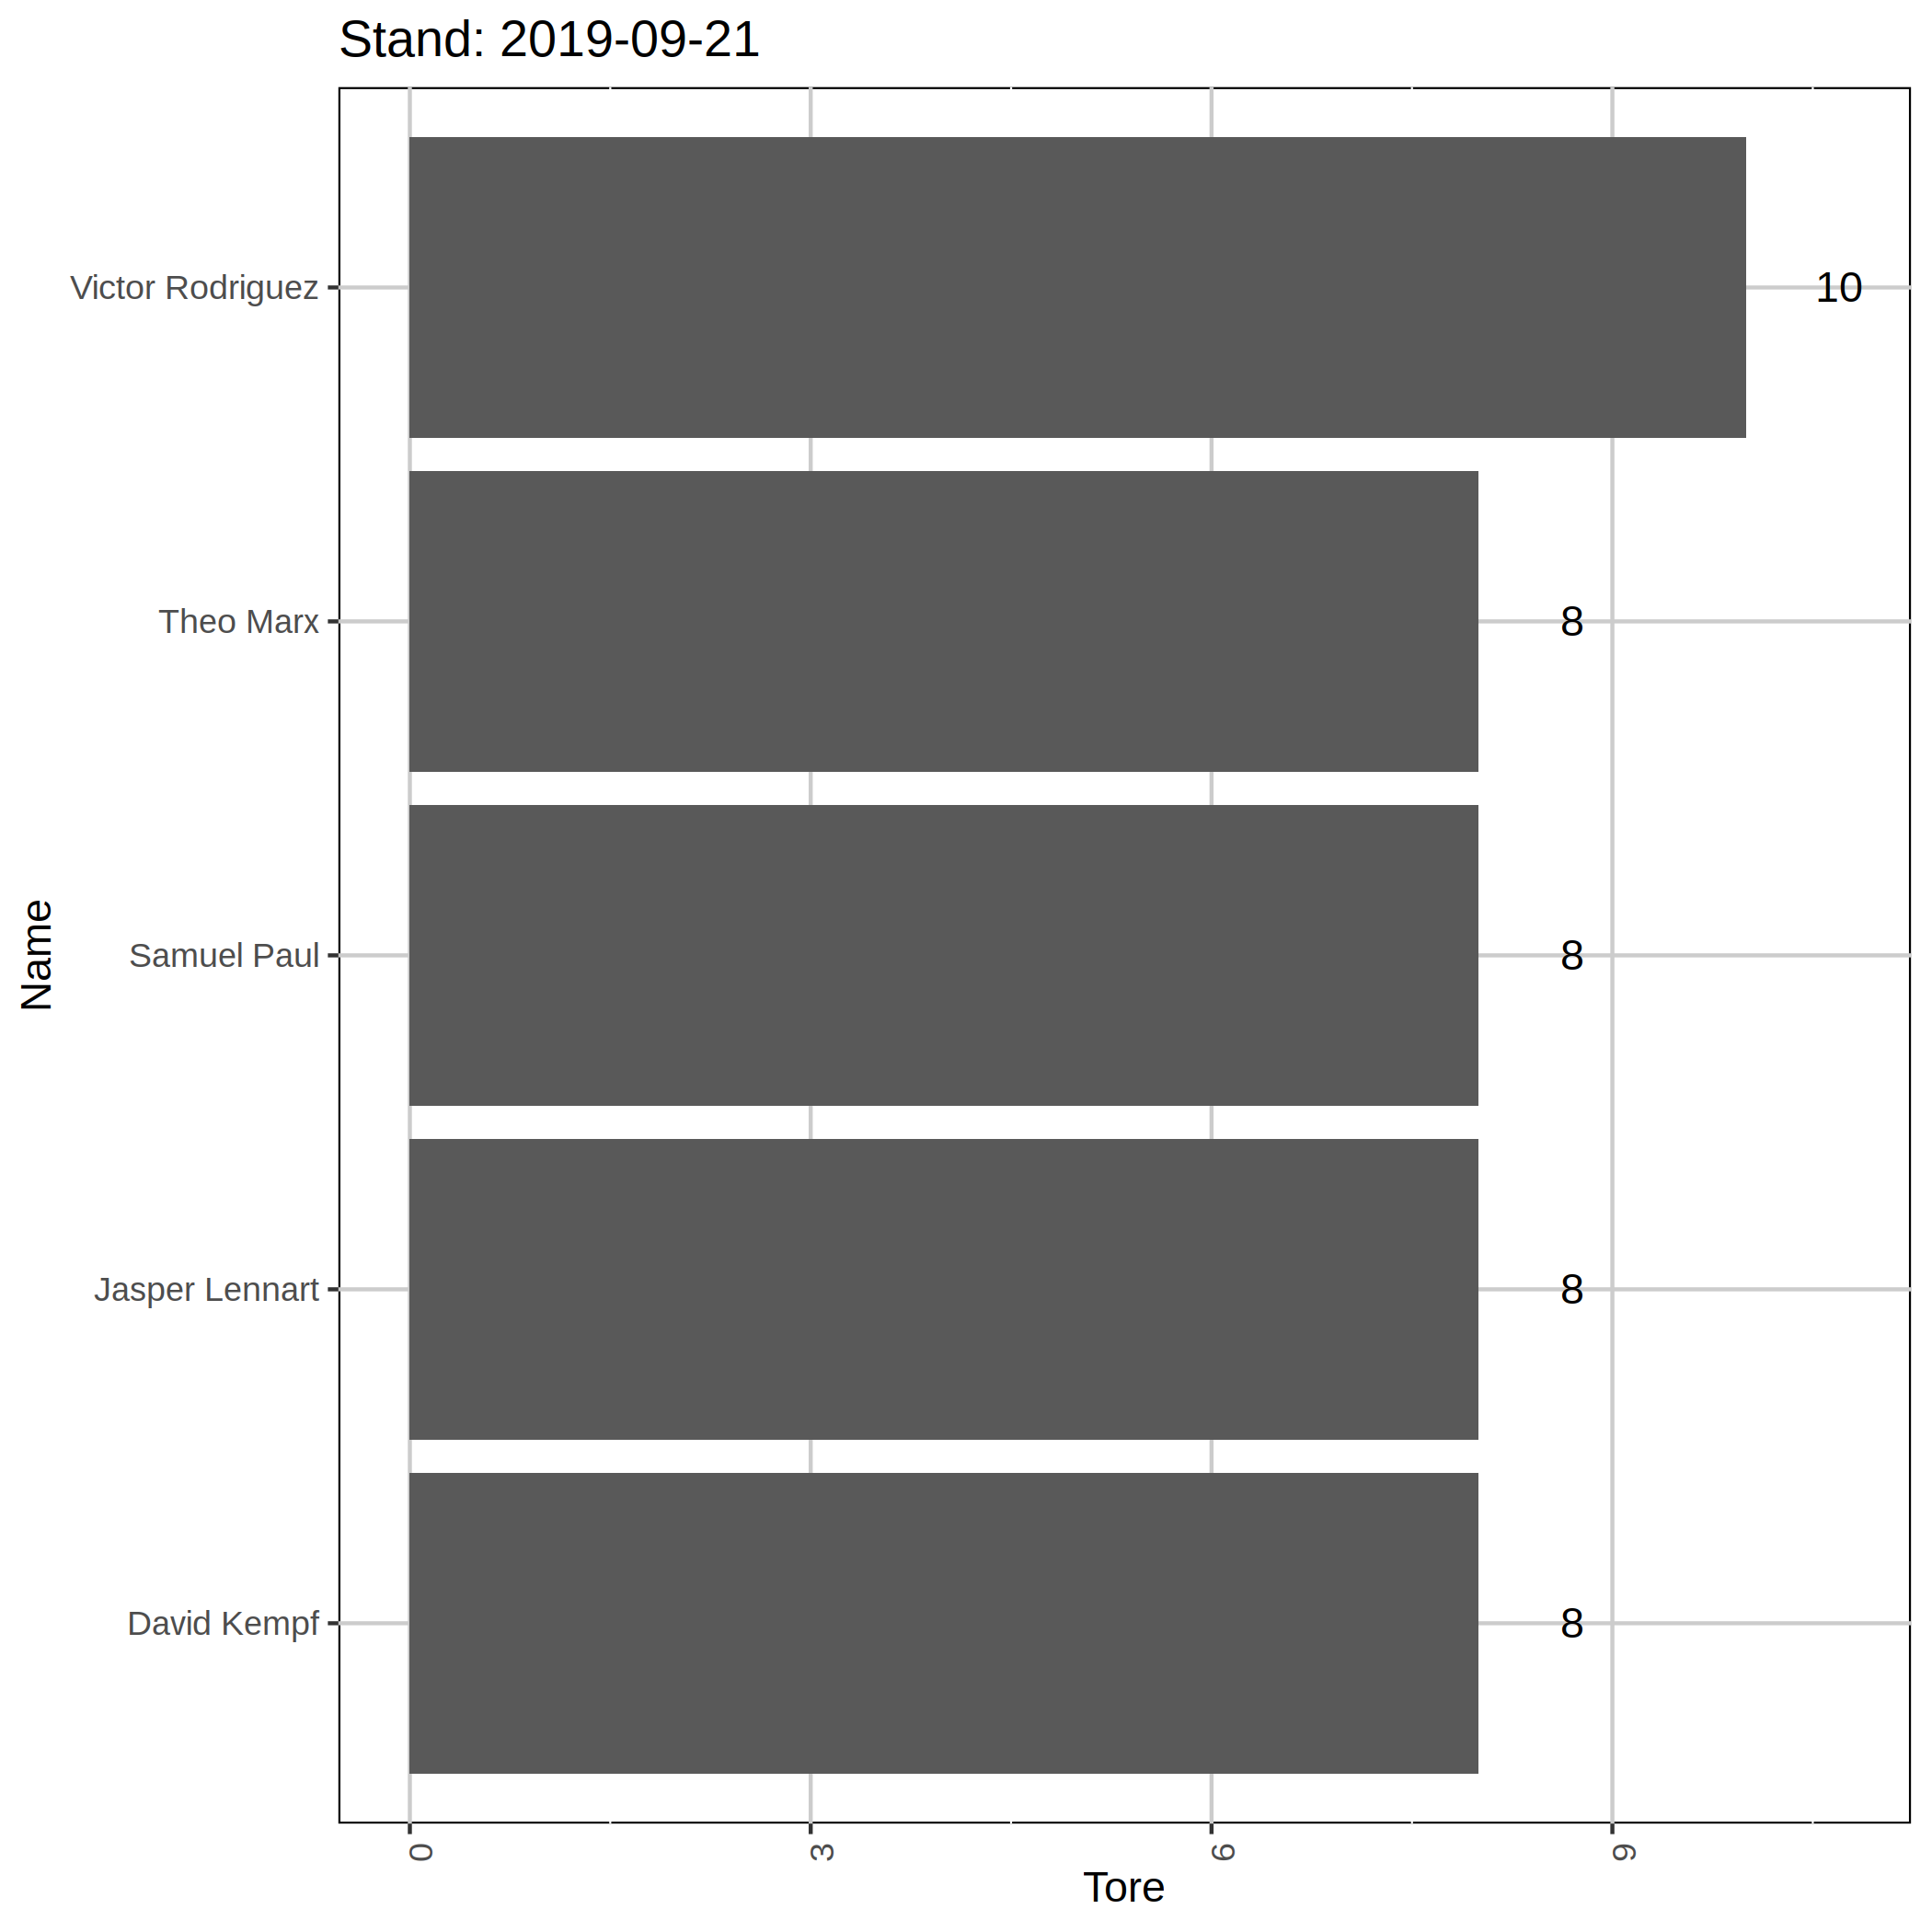 Stand: 2019-09-21
Victor Rodriguez
10
Theo Marx
8
Samuel Paul
8
Jasper Lennart
8
David Kempf
8
Name
0
3
6
9
Tore